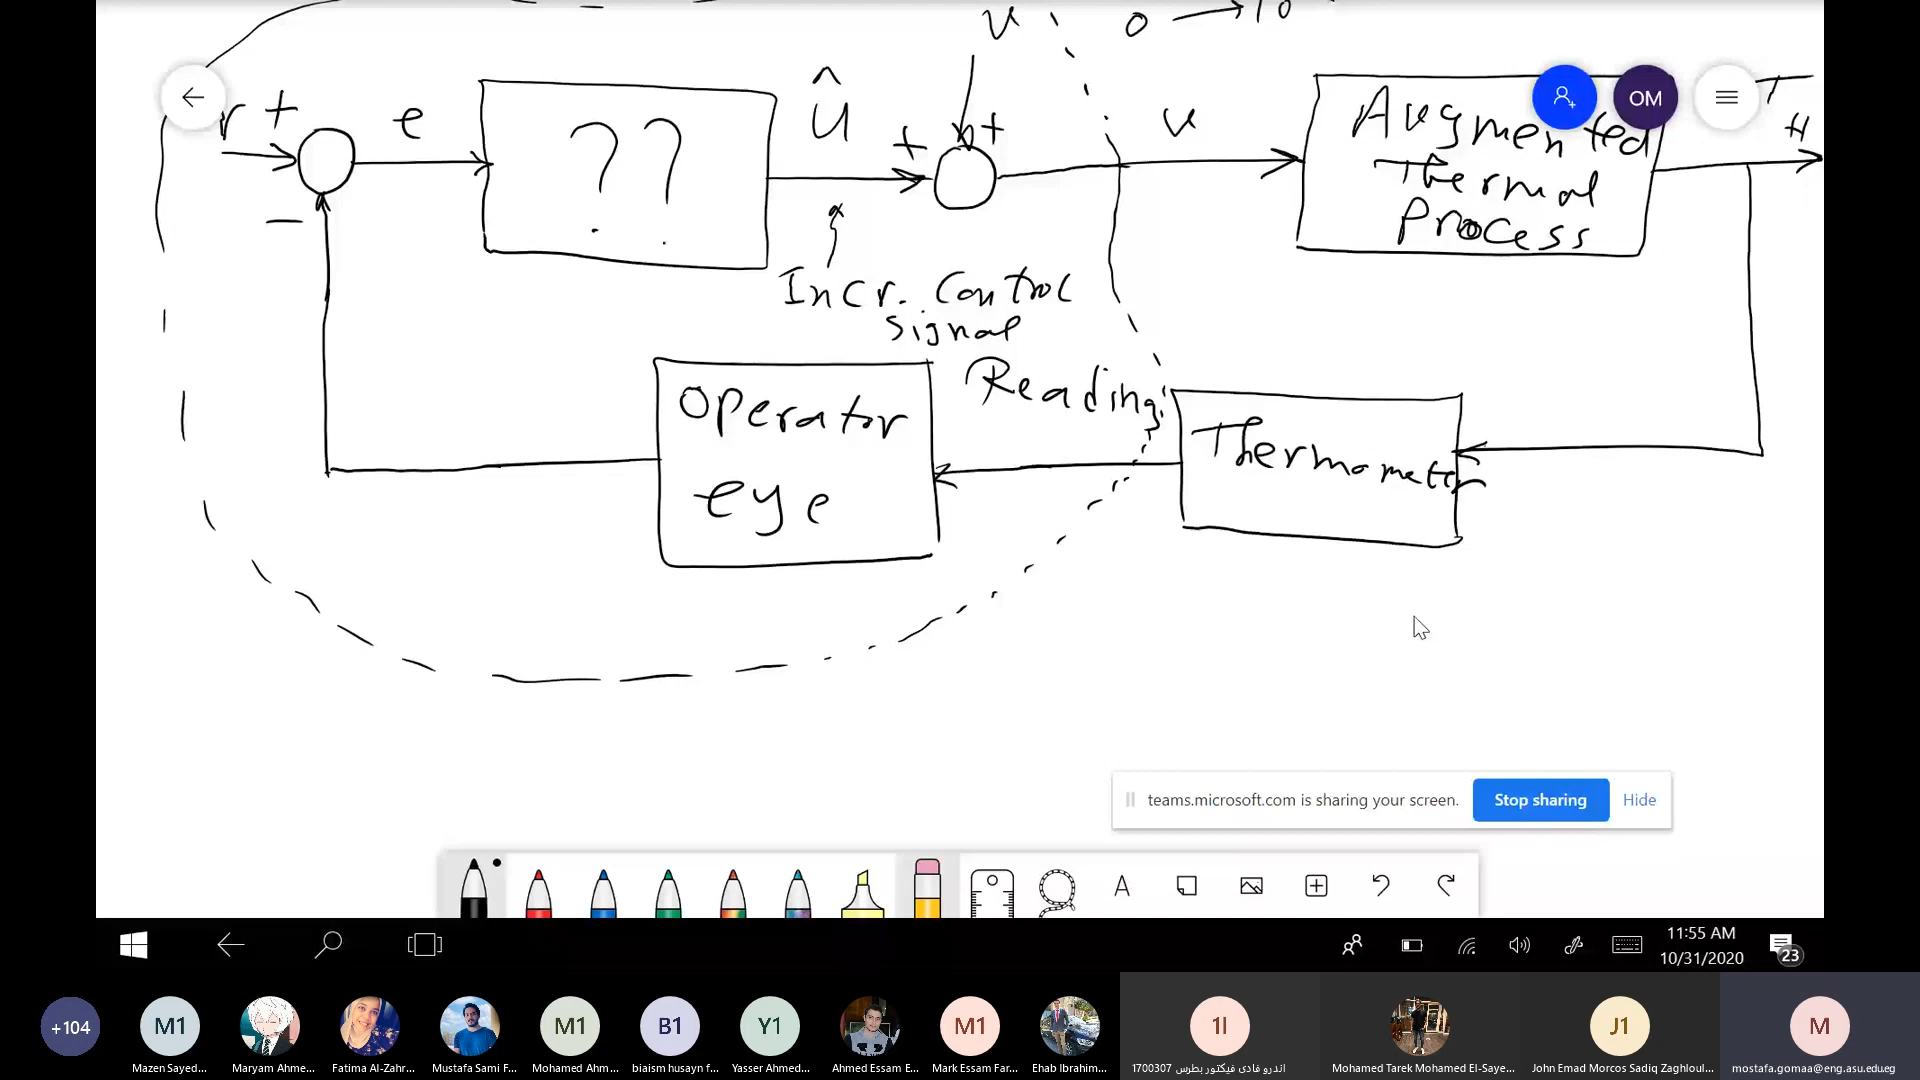 0 → 10
r + e ?? û + + u Augmented Thermal Process T H
OM
-
Incr. Control
Signal
Reading
Operator
eye
Thermometer
teams.microsoft.com is sharing your screen. Stop sharing Hide
A
11:55 AM
10/31/2020
23
+104 M1 M1 B1 Y1 M1 1I J1 M
Mazen Sayed... Maryam Ahme... Fatima Al-Zahr... Mustafa Sami F... Mohamed Ahm... biaism husayn f... Yasser Ahmed... Ahmed Essam E... Mark Essam Far... Ehab Ibrahim... 1700307 اندرو فادى فيكتور بطرس Mohamed Tarek Mohamed El-Saye... John Emad Morcos Sadiq Zaghloul... mostafa.gomaa@eng.asu.edu.eg